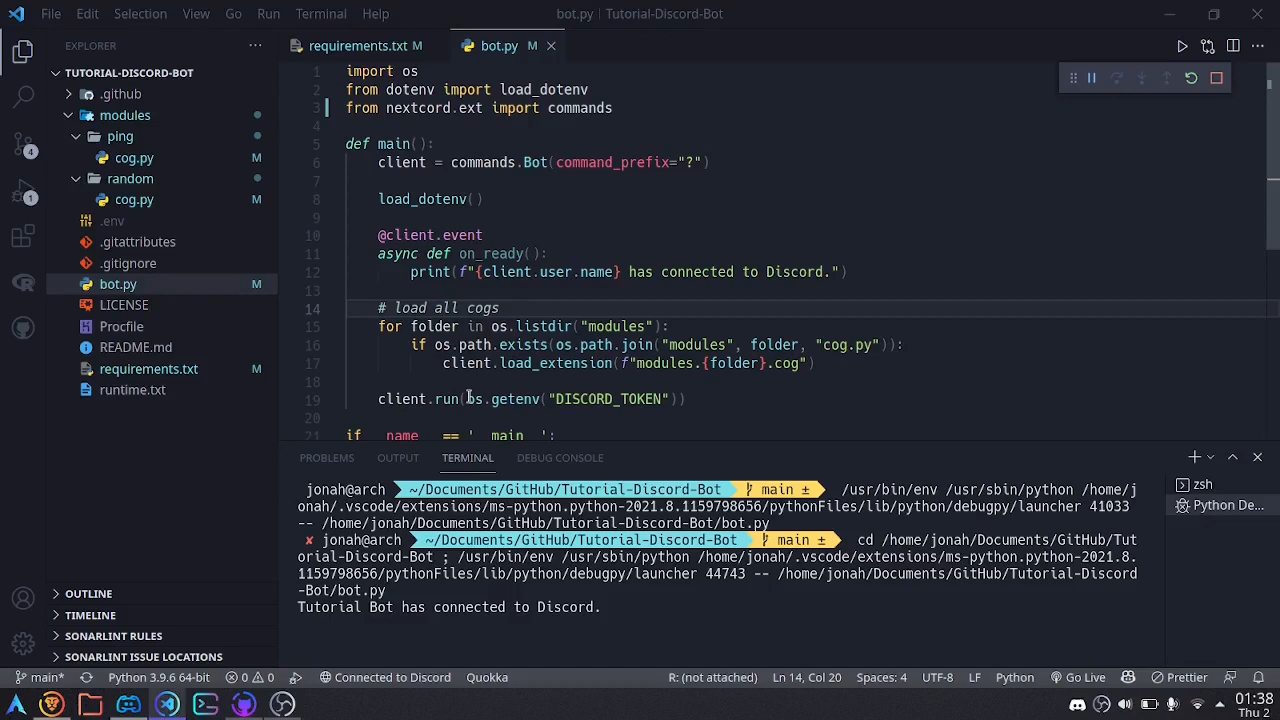 File Edit Selection View Go Run Terminal Help
bot.py | Tutorial-Discord-Bot
EXPLORER
TUTORIAL-DISCORD-BOT
.github
modules
ping
cog.py M
random
cog.py M
.env
.gitattributes
.gitignore
bot.py M
LICENSE
Procfile
README.md
requirements.txt M
runtime.txt
OUTLINE
TIMELINE
SONARLINT RULES
SONARLINT ISSUE LOCATIONS
4
1
requirements.txt M bot.py M
1 import os
2 from dotenv import load_dotenv
3 from nextcord.ext import commands
4
5 def main():
6 client = commands.Bot(command_prefix="?")
7
8 load_dotenv()
9
10 @client.event
11 async def on_ready():
12 print(f"{client.user.name} has connected to Discord.")
13
14 # load all cogs
15 for folder in os.listdir("modules"):
16 if os.path.exists(os.path.join("modules", folder, "cog.py")):
17 client.load_extension(f"modules.{folder}.cog")
18
19 client.run(os.getenv("DISCORD_TOKEN"))
20
21 if __name__ == '__main__':
PROBLEMS OUTPUT TERMINAL DEBUG CONSOLE
jonah@arch ~/Documents/GitHub/Tutorial-Discord-Bot main ± /usr/bin/env /usr/sbin/python /home/j
onah/.vscode/extensions/ms-python.python-2021.8.1159798656/pythonFiles/lib/python/debugpy/launcher 41033
-- /home/jonah/Documents/GitHub/Tutorial-Discord-Bot/bot.py
✘ jonah@arch ~/Documents/GitHub/Tutorial-Discord-Bot main ± cd /home/jonah/Documents/GitHub/Tut
orial-Discord-Bot ; /usr/bin/env /usr/sbin/python /home/jonah/.vscode/extensions/ms-python.python-2021.8.
1159798656/pythonFiles/lib/python/debugpy/launcher 44743 -- /home/jonah/Documents/GitHub/Tutorial-Discord
-Bot/bot.py
Tutorial Bot has connected to Discord.
zsh
Python De...
main* Python 3.9.6 64-bit 0 0 Connected to Discord Quokka R: (not attached) Ln 14, Col 20 Spaces: 4 UTF-8 LF Python Go Live Prettier
01:38
Thu 2